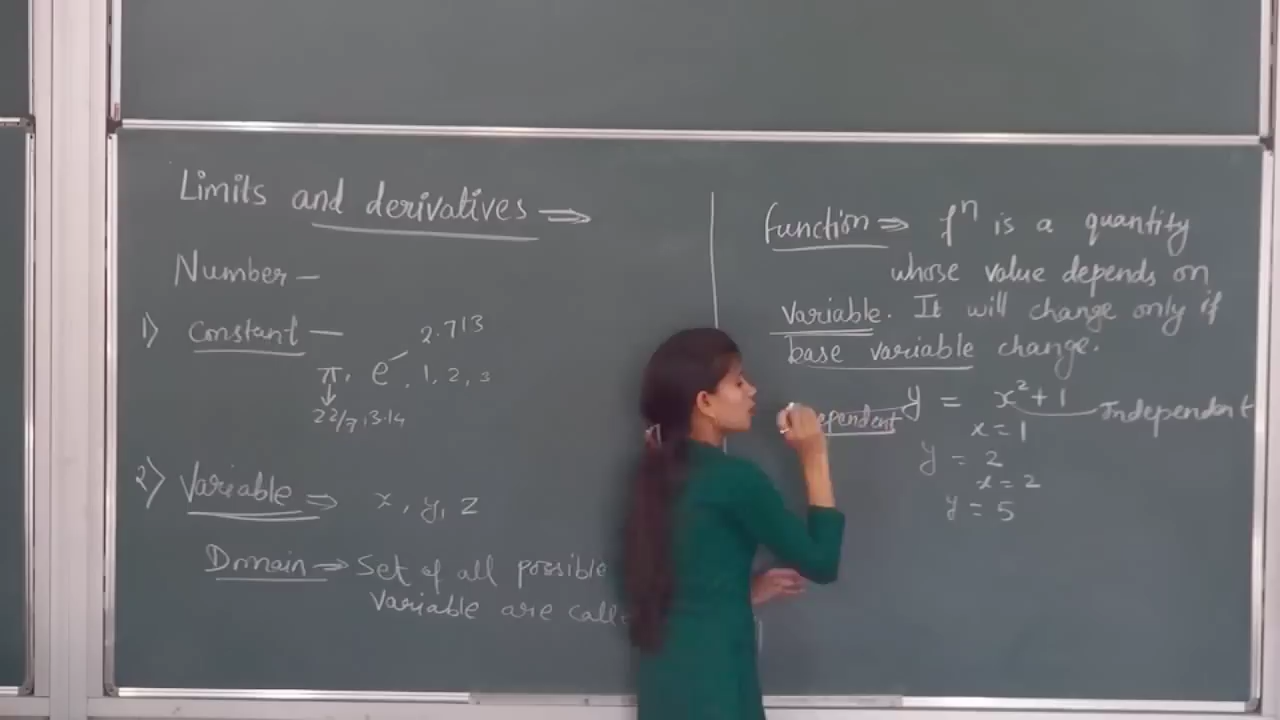 Limits and derivatives ⇒
Number –
1) Constant –
2.713
π, e, 1, 2, 3
22/7, 3.14
2) Variable ⇒ x, y, z
Domain ⇒ Set of all possible
Variable are calle
function ⇒ fⁿ is a quantity
whose value depends on
Variable. It will change only if
base variable change.
ependent y = x² + 1 Independent
x = 1
y = 2
x = 2
y = 5